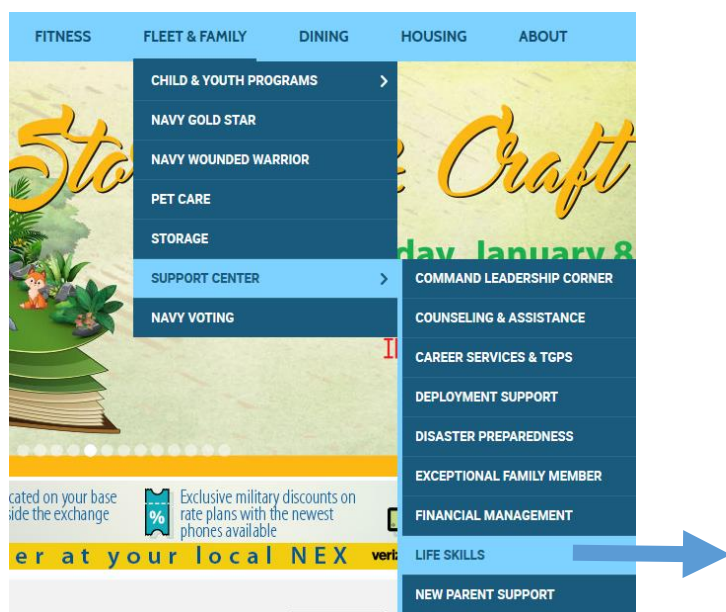 FITNESS FLEET & FAMILY DINING HOUSING ABOUT
CHILD & YOUTH PROGRAMS
NAVY GOLD STAR
NAVY WOUNDED WARRIOR
PET CARE
STORAGE
SUPPORT CENTER
NAVY VOTING
COMMAND LEADERSHIP CORNER
COUNSELING & ASSISTANCE
CAREER SERVICES & TGPS
DEPLOYMENT SUPPORT
DISASTER PREPAREDNESS
EXCEPTIONAL FAMILY MEMBER
FINANCIAL MANAGEMENT
LIFE SKILLS
NEW PARENT SUPPORT
Sto Craft
day, January 8
cated on your base
side the exchange
%
Exclusive military discounts on
rate plans with the newest
phones available
er at your local NEX veri